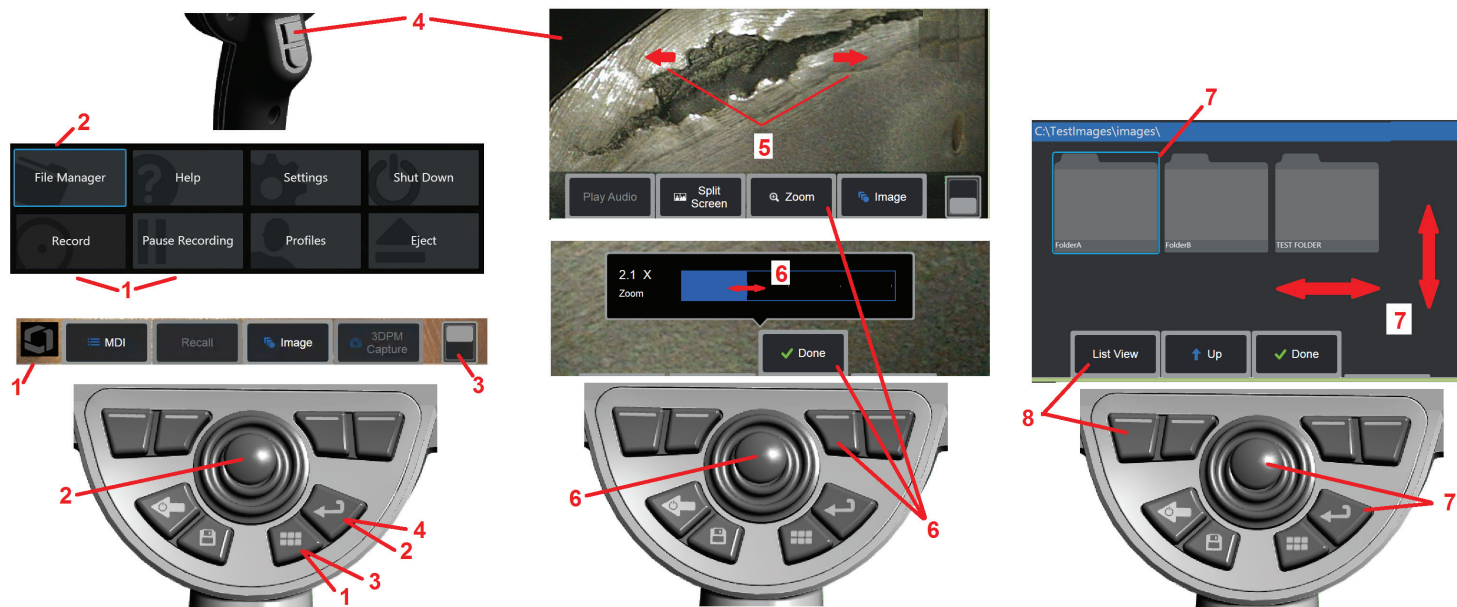 4
2
File Manager
Help
Settings
Shut Down
Record
Pause Recording
Profiles
Eject
1
MDI
Recall
Image
3DPM
Capture
1
3
2
4
2
3
1
5
Play Audio
Split
Screen
Zoom
Image
2.1 X
Zoom
6
Done
6
6
7
C:\TestImages\images\
FolderA
FolderB
TEST FOLDER
7
List View
Up
Done
8
7